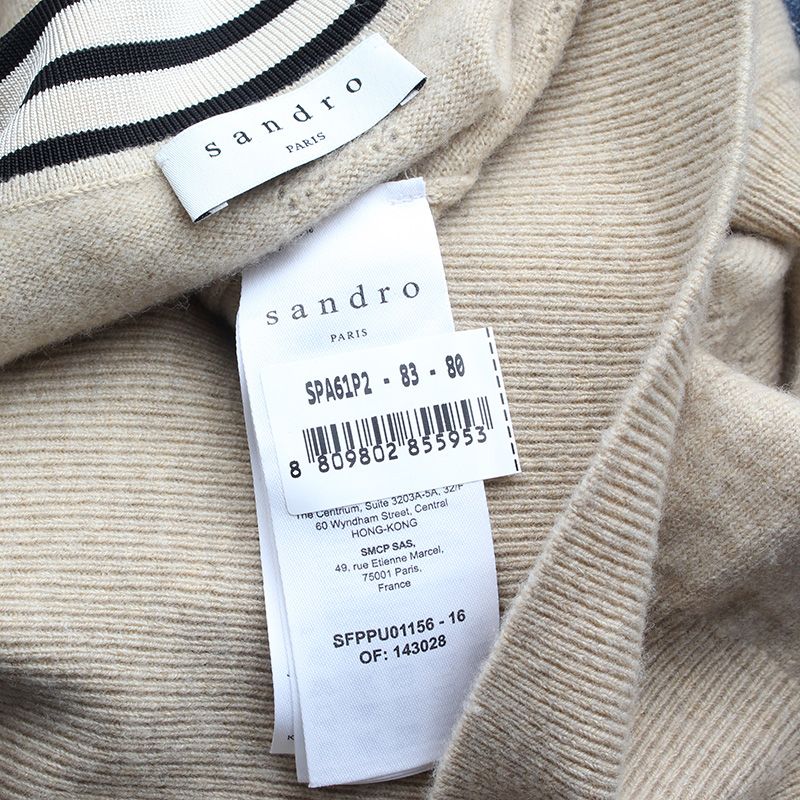 sandro
PARIS
sandro
PARIS
SPA61P2 - 83 - 80
8 809802 855953
The Centrium, Suite 3203A-5A, 32/F
60 Wyndham Street, Central
HONG-KONG
SMCP SAS,
49, rue Etienne Marcel,
75001 Paris,
France
SFPPU01156 - 16
OF: 143028